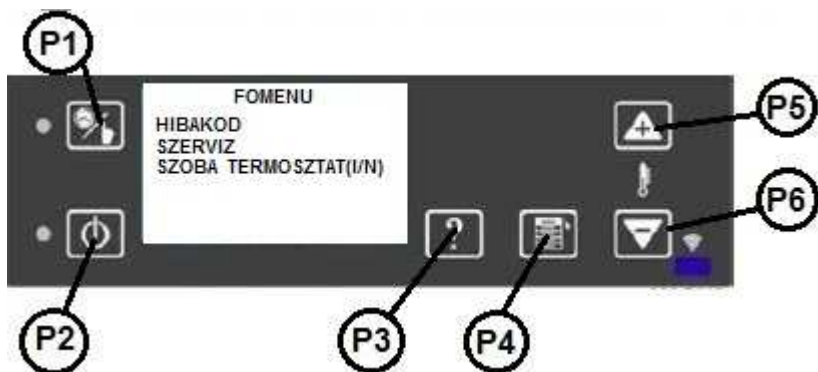 P1
FOMENU
HIBAKOD
SZERVIZ
SZOBA TERMOSZTAT(I/N)
P5
P6
?
P2
P3
P4